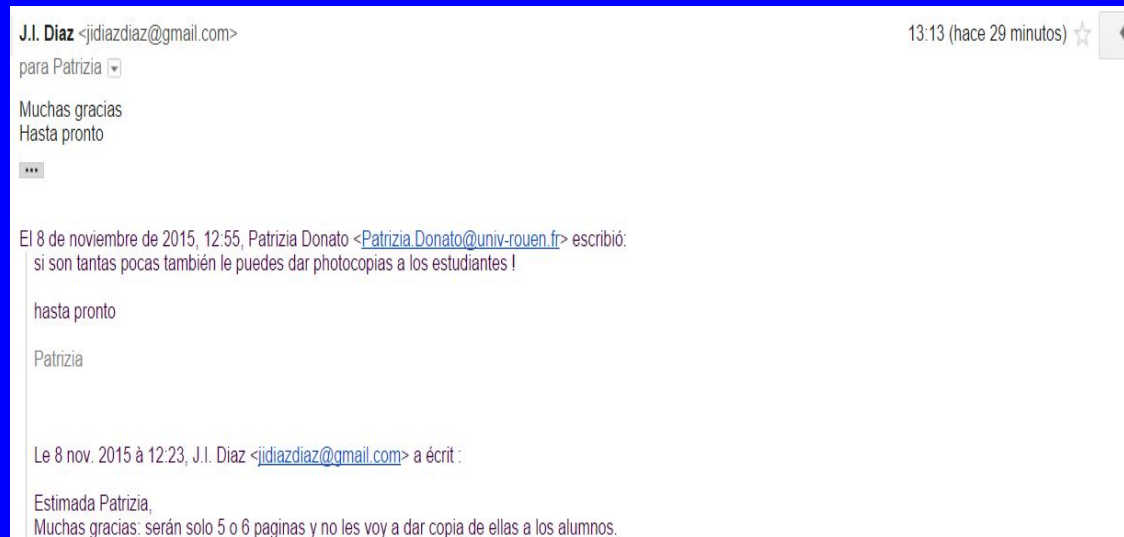 J.I. Diaz <jidiazdiaz@gmail.com> 13:13 (hace 29 minutos)
para Patrizia
Muchas gracias
Hasta pronto
...
El 8 de noviembre de 2015, 12:55, Patrizia Donato <Patrizia.Donato@univ-rouen.fr> escribió:
si son tantas pocas también le puedes dar photocopias a los estudiantes !
hasta pronto
Patrizia
Le 8 nov. 2015 à 12:23, J.I. Diaz <jidiazdiaz@gmail.com> a écrit :
Estimada Patrizia,
Muchas gracias: serán solo 5 o 6 paginas y no les voy a dar copia de ellas a los alumnos.